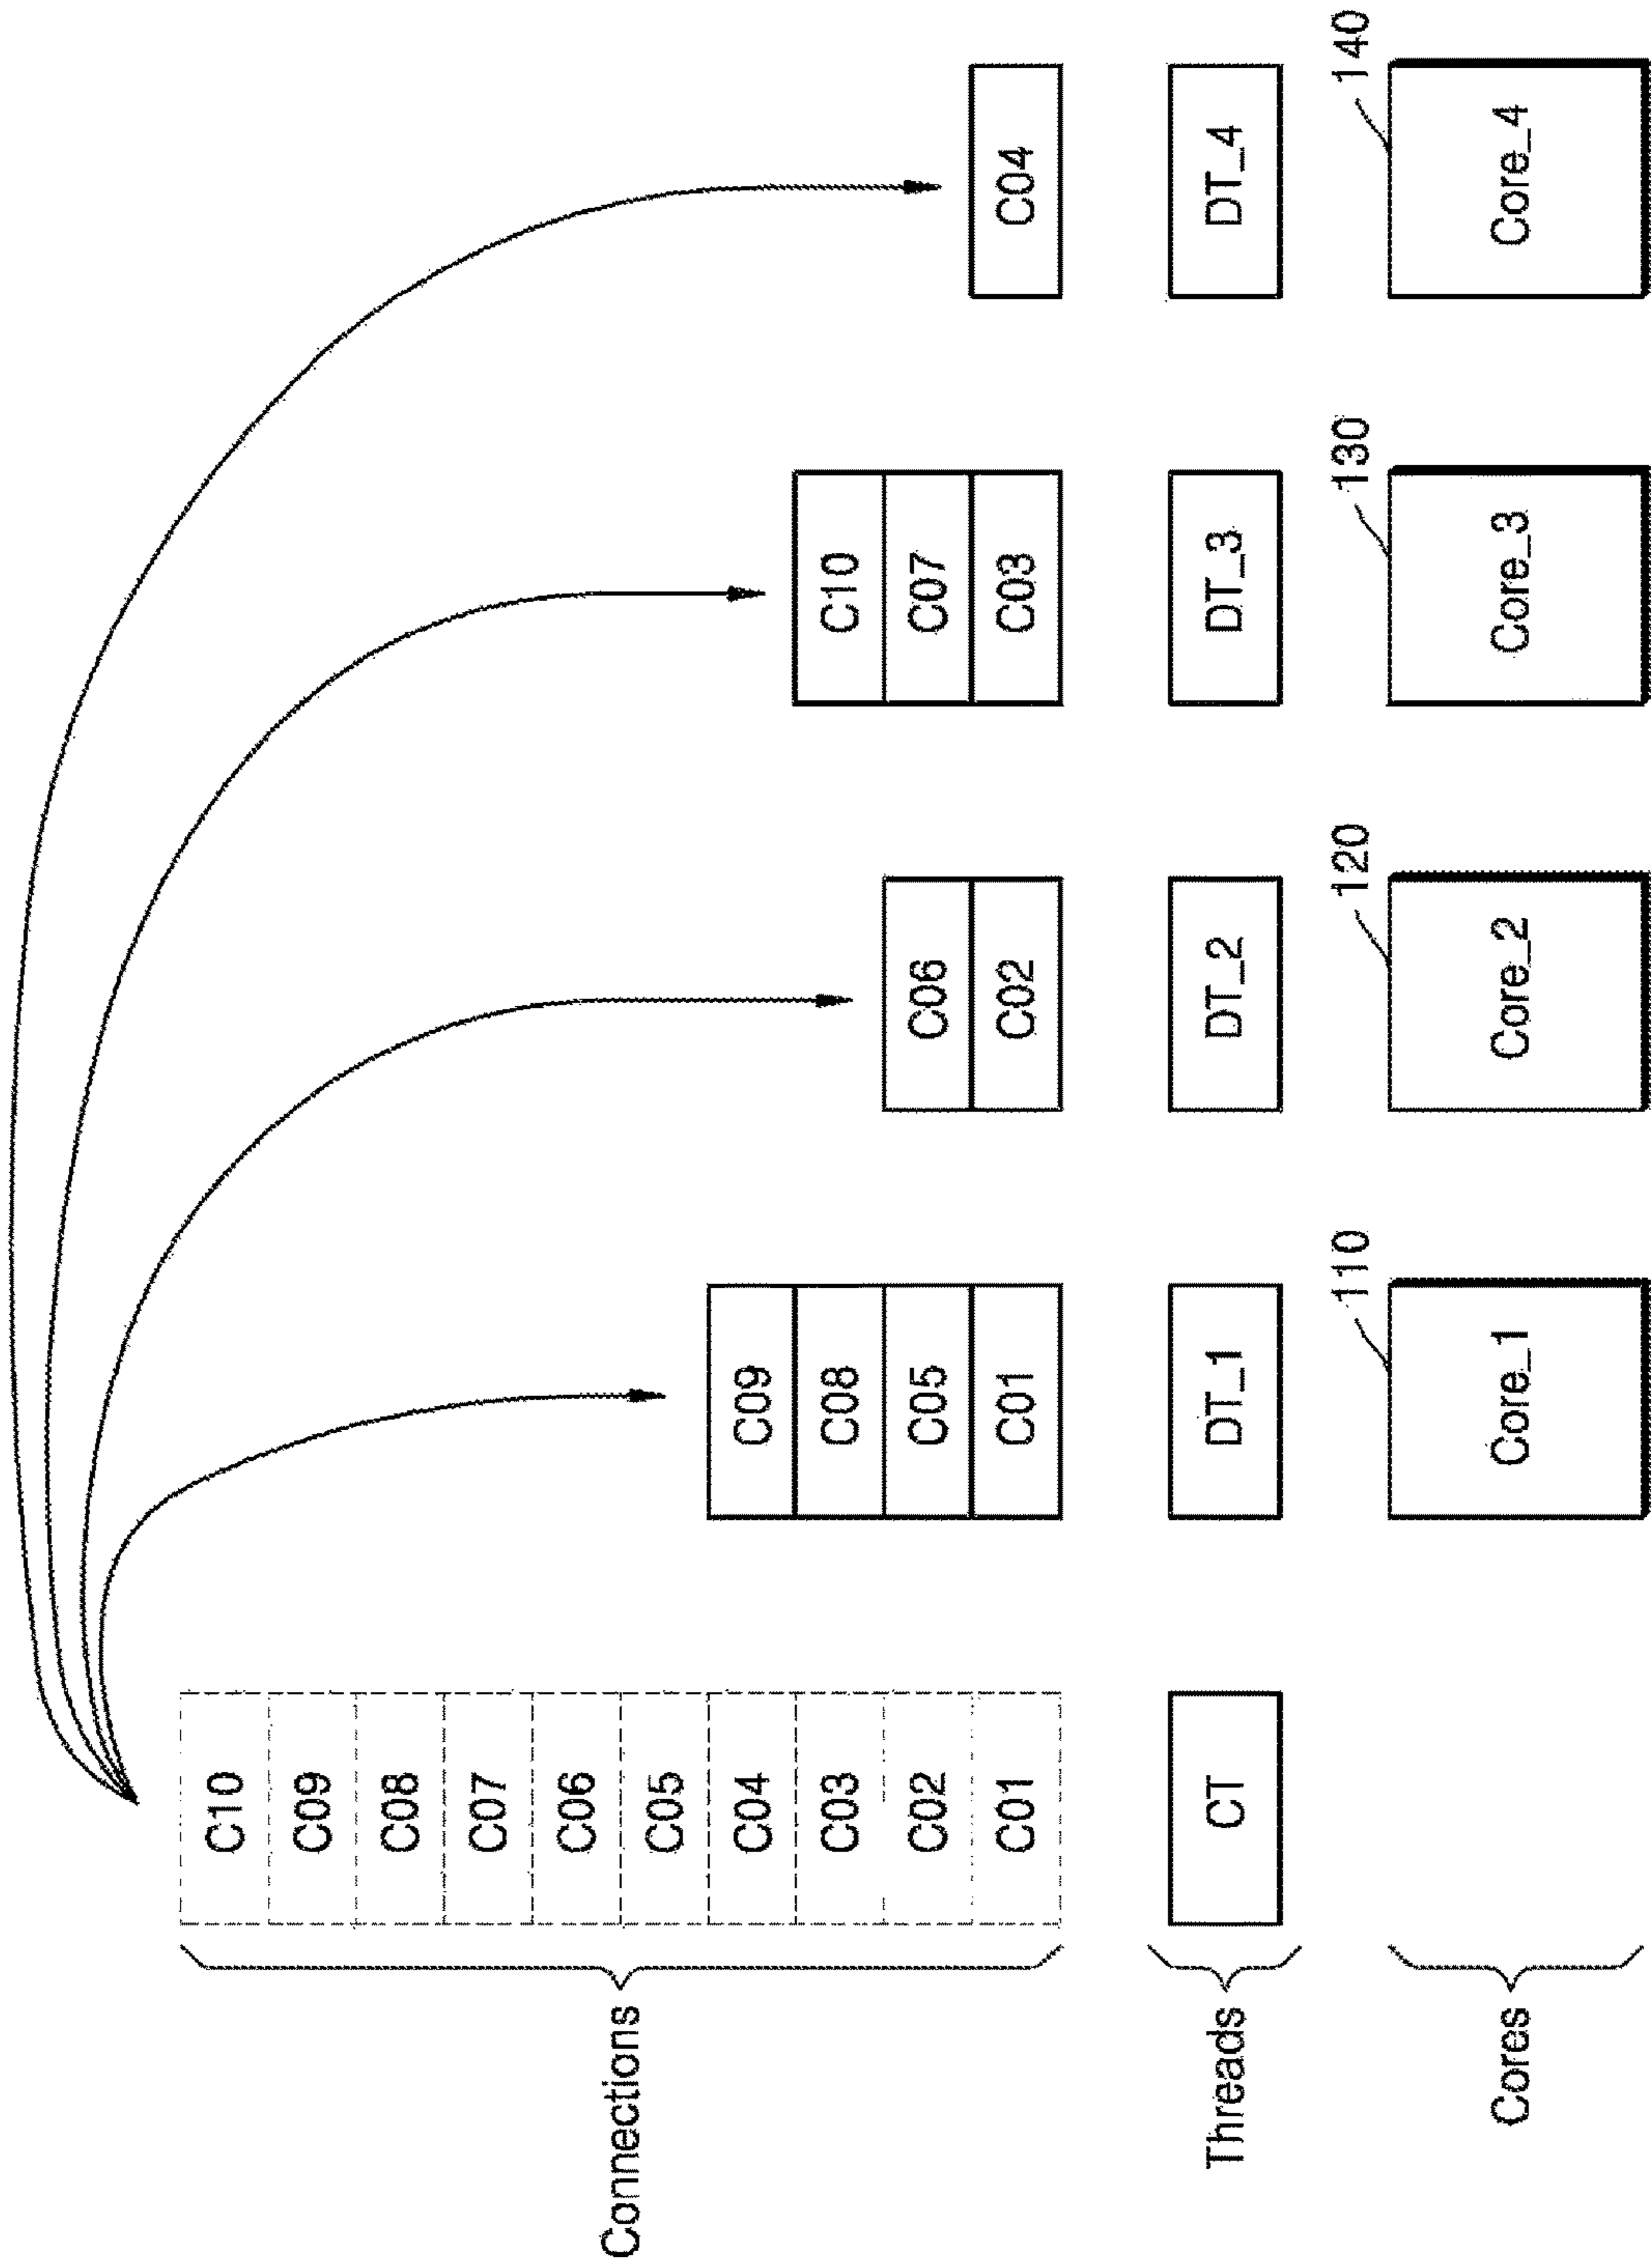 Connections
C10
C09
C08
C07
C06
C05
C04
C03
C02
C01
C09
C08
C05
C01
C06
C02
C10
C07
C03
C04
Threads
CT
DT_1
DT_2
DT_3
DT_4
110
120
130
140
Cores
Core_1
Core_2
Core_3
Core_4